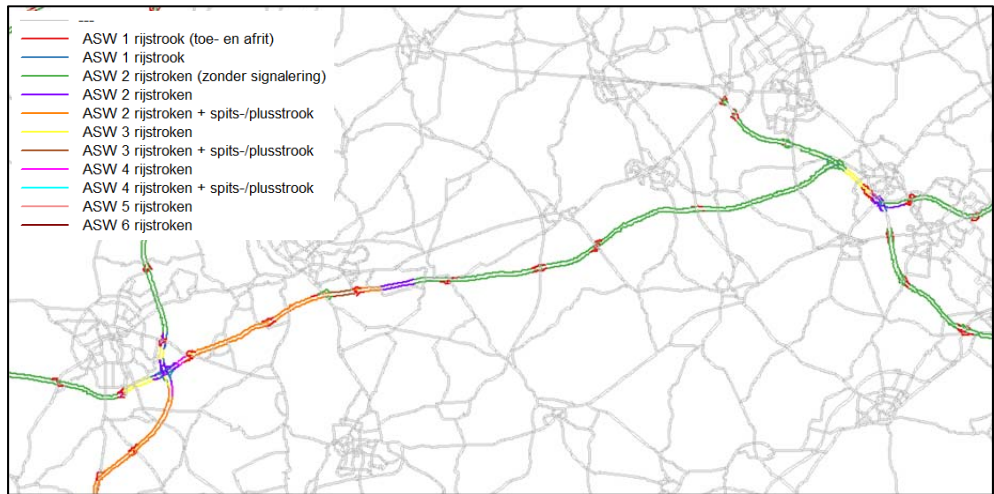 ---
ASW 1 rijstrook (toe- en afrit)
ASW 1 rijstrook
ASW 2 rijstroken (zonder signalering)
ASW 2 rijstroken
ASW 2 rijstroken + spits-/plusstrook
ASW 3 rijstroken
ASW 3 rijstroken + spits-/plusstrook
ASW 4 rijstroken
ASW 4 rijstroken + spits-/plusstrook
ASW 5 rijstroken
ASW 6 rijstroken